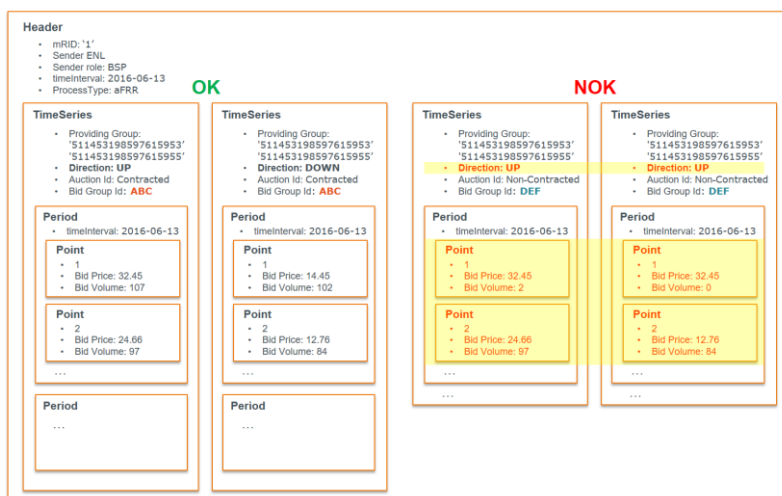 Header
• mRID: '1'
• Sender ENL
• Sender role: BSP
• timeInterval: 2016-06-13
• ProcessType: aFRR
OK
NOK
TimeSeries
• Providing Group:
'511453198597615953'
'511453198597615955'
• Direction: UP
• Auction Id: Contracted
• Bid Group Id: ABC
Period
• timeInterval: 2016-06-13
Point
• 1
• Bid Price: 32.45
• Bid Volume: 107
Point
• 2
• Bid Price: 24.66
• Bid Volume: 97
...
Period
...
TimeSeries
• Providing Group:
'511453198597615953'
'511453198597615955'
• Direction: DOWN
• Auction Id: Contracted
• Bid Group Id: ABC
Period
• timeInterval: 2016-06-13
Point
• 1
• Bid Price: 14.45
• Bid Volume: 102
Point
• 2
• Bid Price: 12.76
• Bid Volume: 84
...
Period
...
TimeSeries
• Providing Group:
'511453198597615953'
'511453198597615955'
• Direction: UP
• Auction Id: Non-Contracted
• Bid Group Id: DEF
Period
• timeInterval: 2016-06-13
Point
• 1
• Bid Price: 32.45
• Bid Volume: 2
Point
• 2
• Bid Price: 24.66
• Bid Volume: 97
...
...
TimeSeries
• Providing Group:
'511453198597615953'
'511453198597615955'
• Direction: UP
• Auction Id: Non-Contracted
• Bid Group Id: DEF
Period
• timeInterval: 2016-06-13
Point
• 1
• Bid Price: 32.45
• Bid Volume: 0
Point
• 2
• Bid Price: 12.76
• Bid Volume: 84
...
...